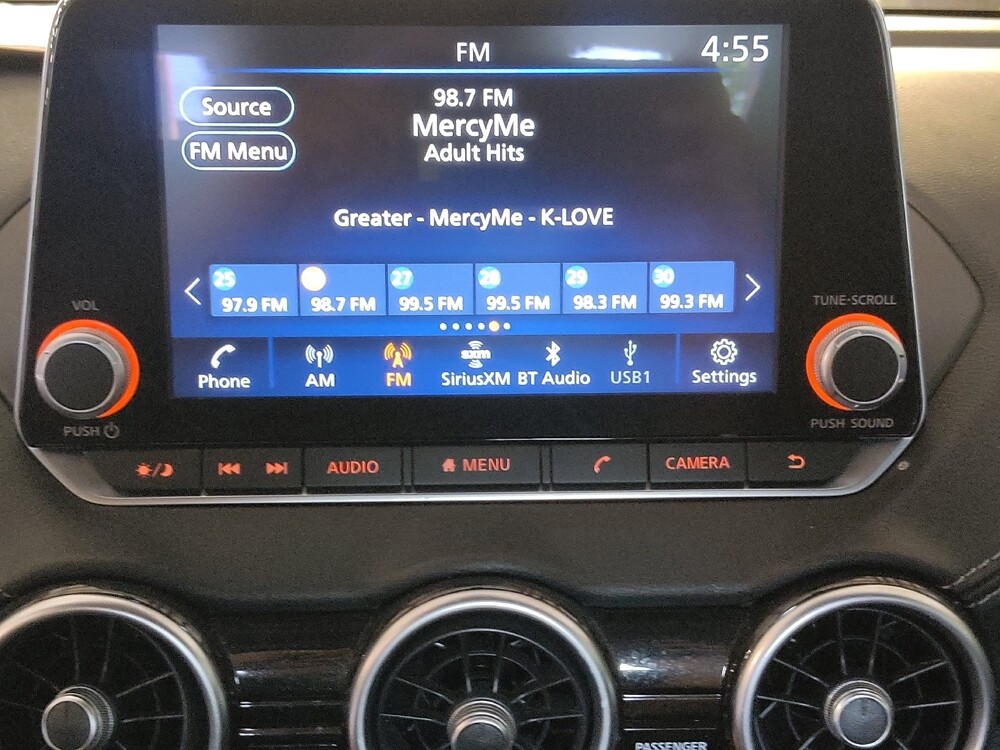 FM 4:55
Source
FM Menu
98.7 FM
MercyMe
Adult Hits
Greater - MercyMe - K-LOVE
25 27 28 29 30
97.9 FM 98.7 FM 99.5 FM 99.5 FM 98.3 FM 99.3 FM
VOL
TUNE·SCROLL
sxm
Phone AM FM SiriusXM BT Audio USB1 Settings
PUSH
PUSH SOUND
AUDIO MENU CAMERA
PASSENGER